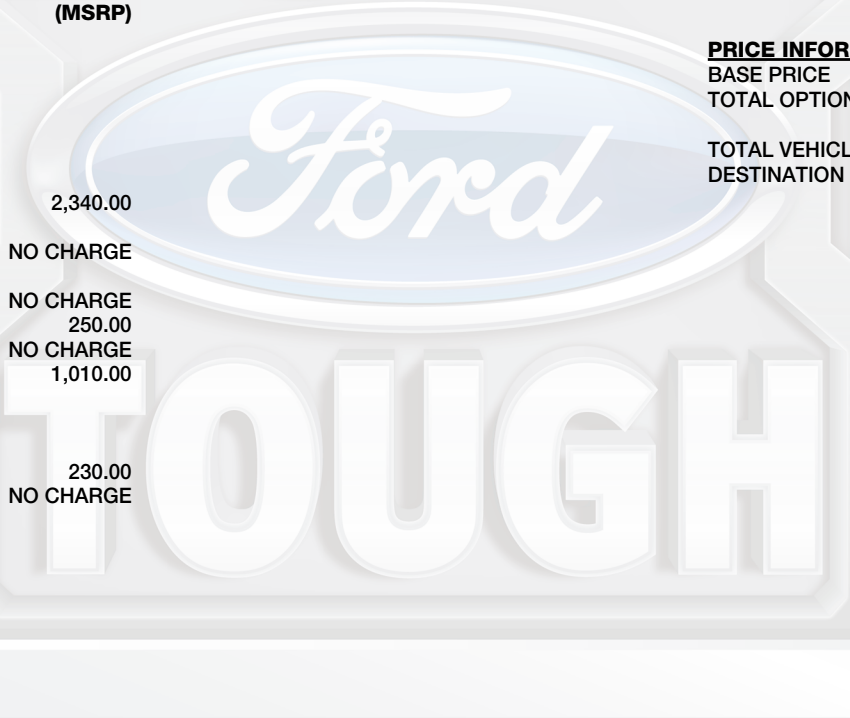 (MSRP)
PRICE INFOR
BASE PRICE
TOTAL OPTION
TOTAL VEHICL
DESTINATION
2,340.00
NO CHARGE
NO CHARGE
250.00
NO CHARGE
1,010.00
230.00
NO CHARGE
Ford
TOUGH